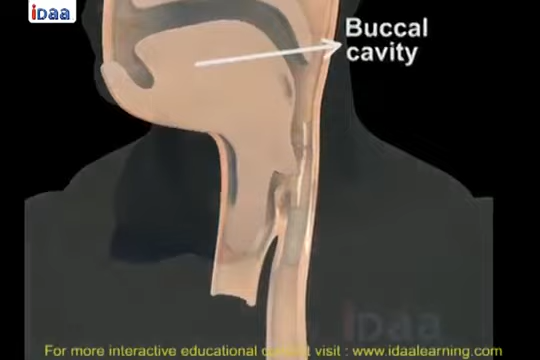 iDaa
Buccal
cavity
iDaa
For more interactive educational content visit : www.idaalearning.com